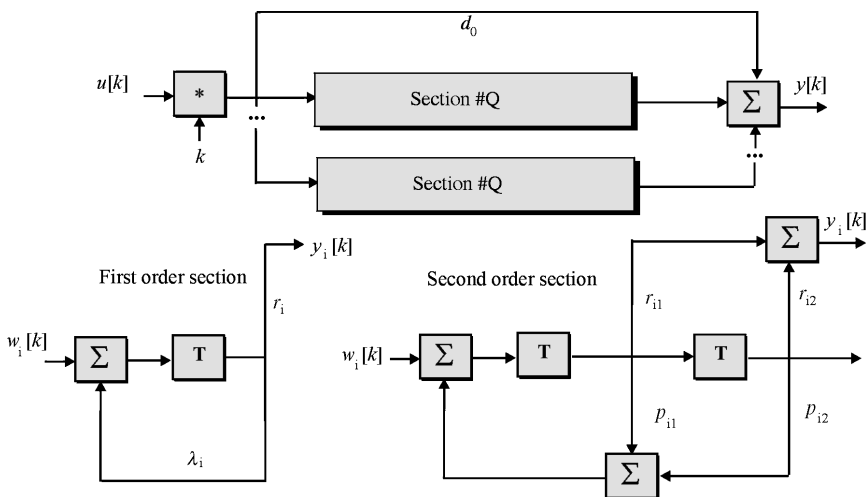 d0
u[k]
*
Section #Q
Σ
y[k]
...
k
...
Section #Q
yi[k]
yi[k]
Σ
First order section
Second order section
ri
ri1
ri2
wi[k]
Σ
T
wi[k]
Σ
T
T
pi1
pi2
λi
Σ